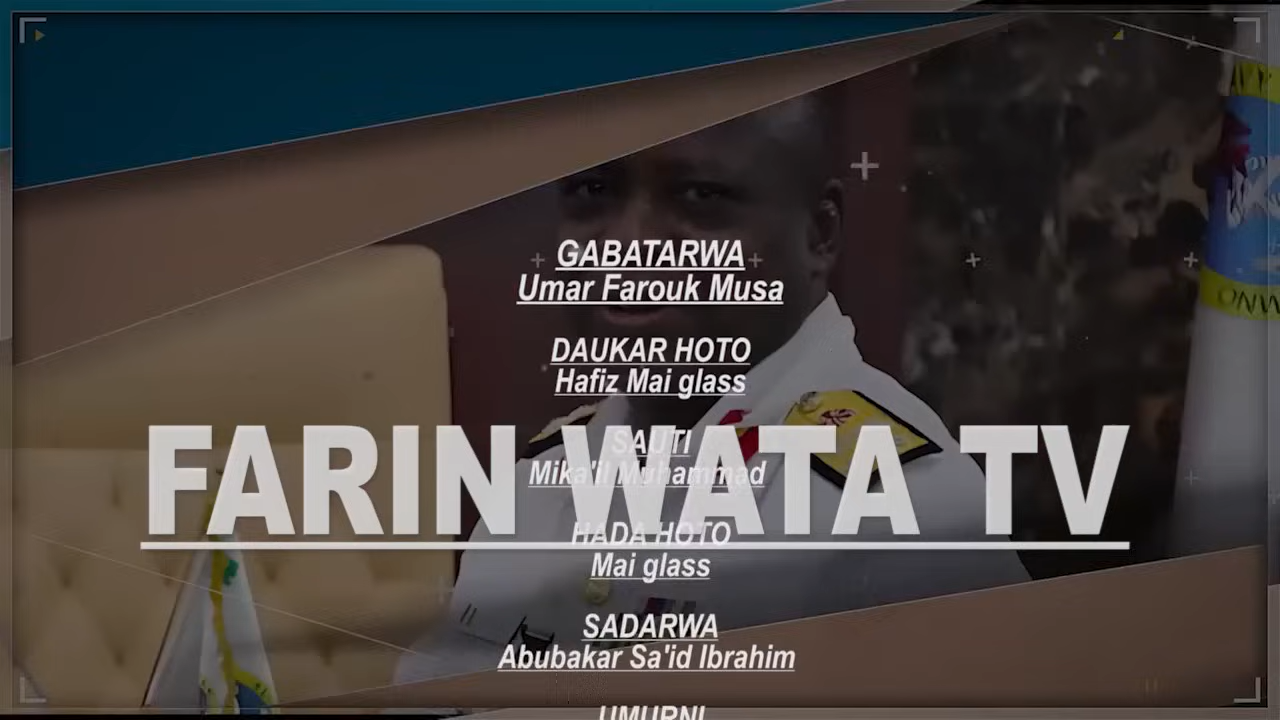 GABATARWA
Umar Farouk Musa
DAUKAR HOTO
Hafiz Mai glass
SAUTI
Mika'il Muhammad
FARIN WATA TV
HADA HOTO
Mai glass
SADARWA
Abubakar Sa'id Ibrahim
UMURNI